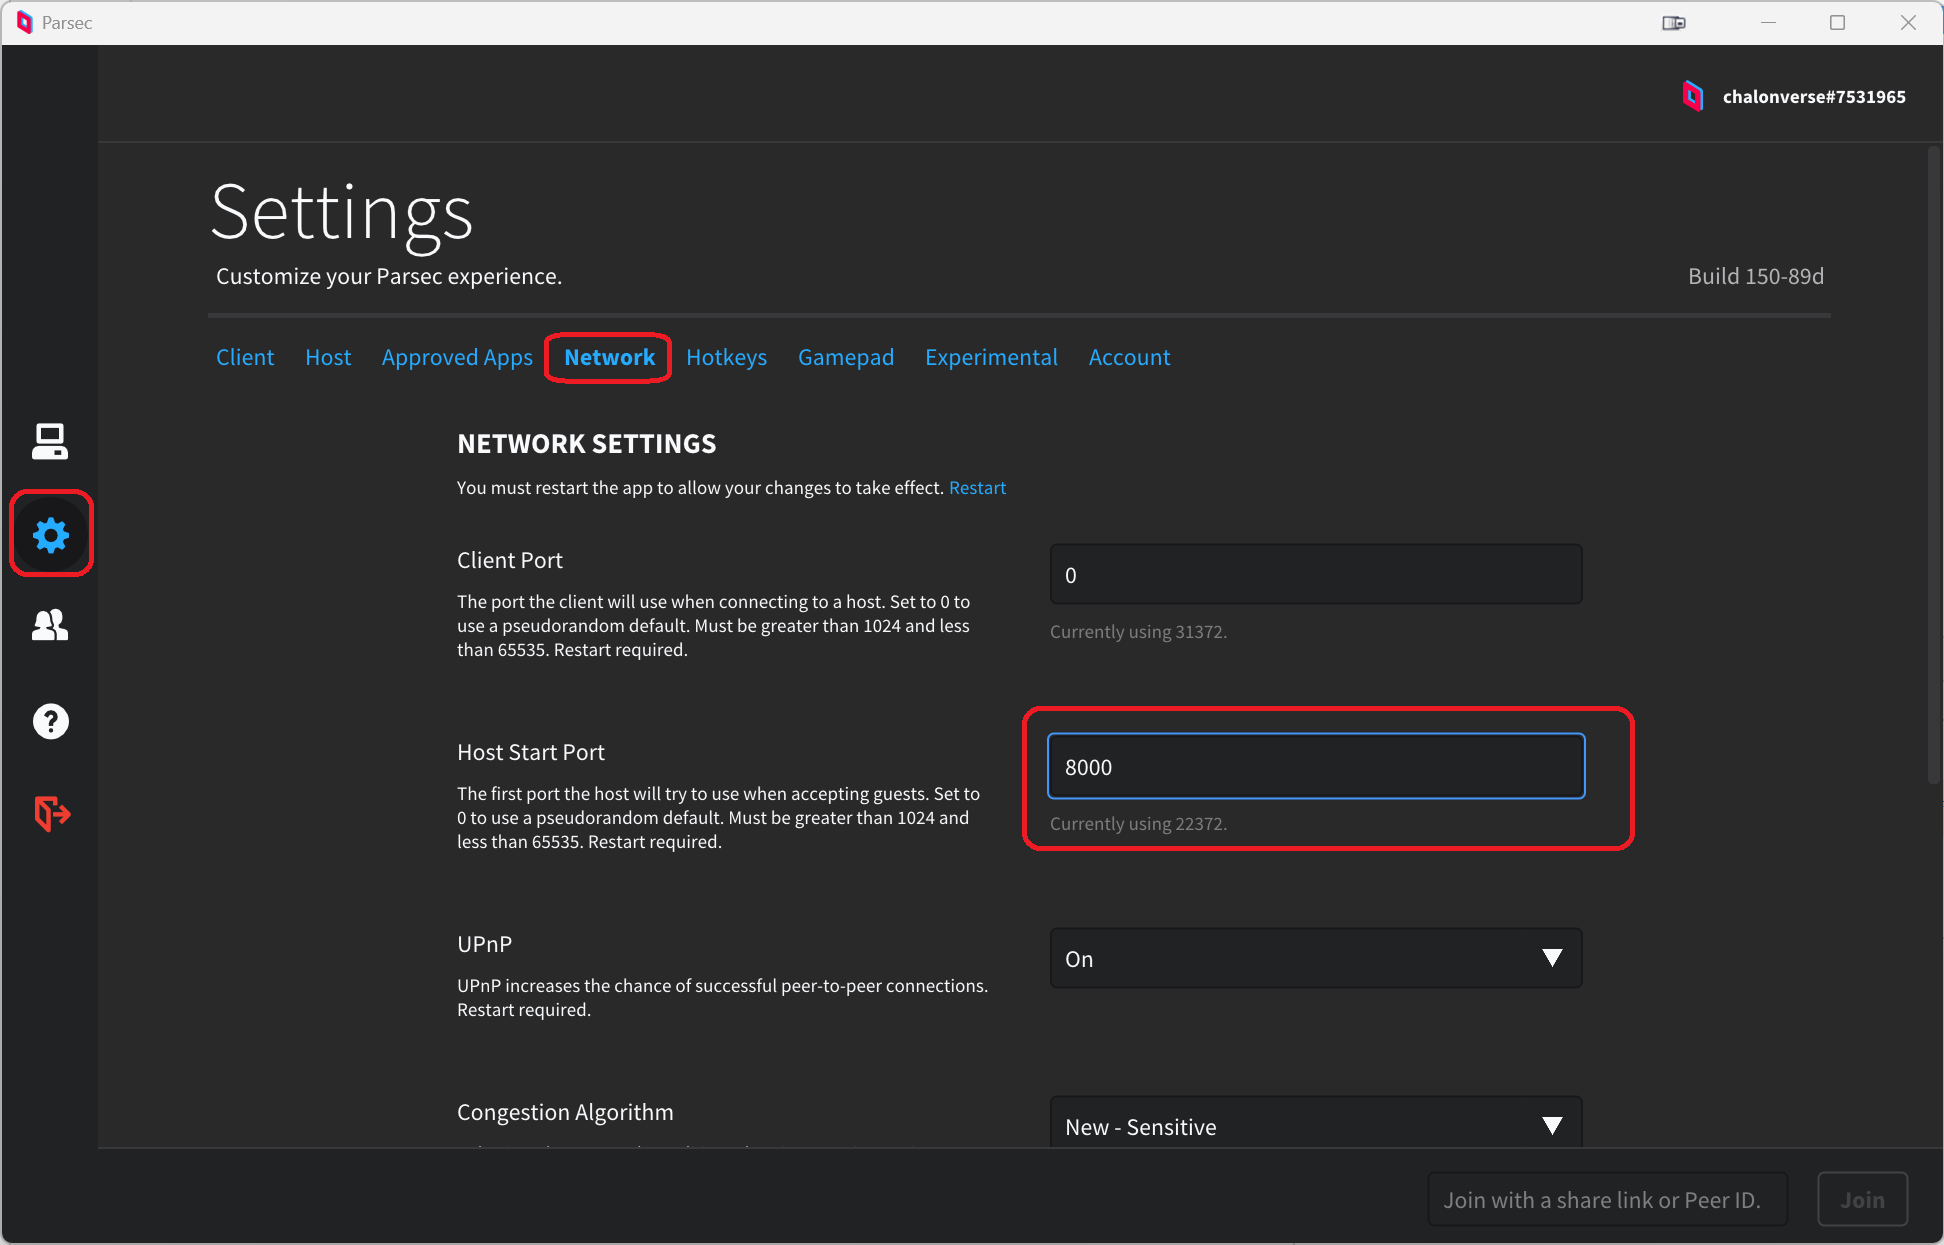 Parsec
chalonverse#7531965
Settings
Customize your Parsec experience.
Build 150-89d
Client Host Approved Apps Network Hotkeys Gamepad Experimental Account
NETWORK SETTINGS
You must restart the app to allow your changes to take effect. Restart
Client Port
The port the client will use when connecting to a host. Set to 0 to
use a pseudorandom default. Must be greater than 1024 and less
than 65535. Restart required.
0
Currently using 31372.
Host Start Port
The first port the host will try to use when accepting guests. Set to
0 to use a pseudorandom default. Must be greater than 1024 and
less than 65535. Restart required.
8000
Currently using 22372.
UPnP
UPnP increases the chance of successful peer-to-peer connections.
Restart required.
On
Congestion Algorithm
New - Sensitive
Join with a share link or Peer ID.
Join